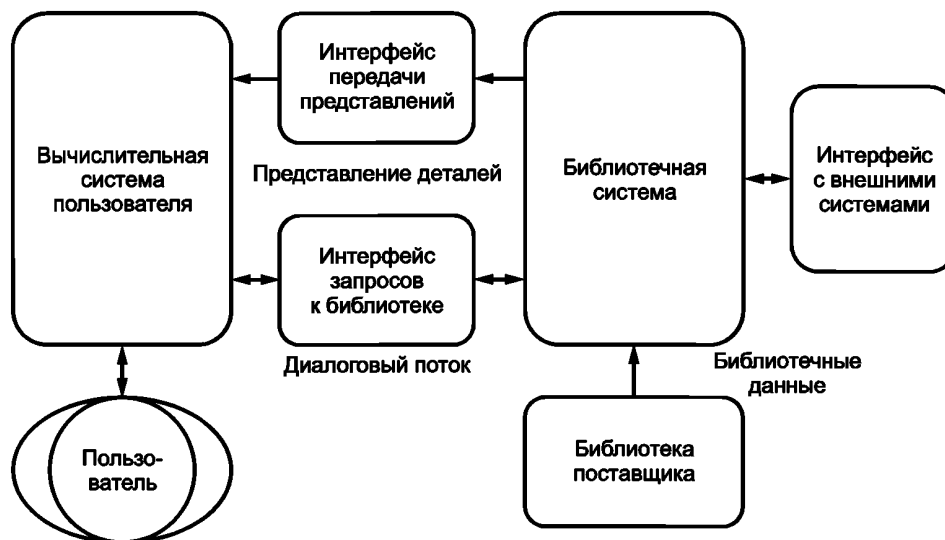 Вычислительная
система
пользователя
Интерфейс
передачи
представлений
Представление деталей
Интерфейс
запросов
к библиотеке
Диалоговый поток
Библиотечная
система
Интерфейс
с внешними
системами
Библиотечные
данные
Пользо-
ватель
Библиотека
поставщика